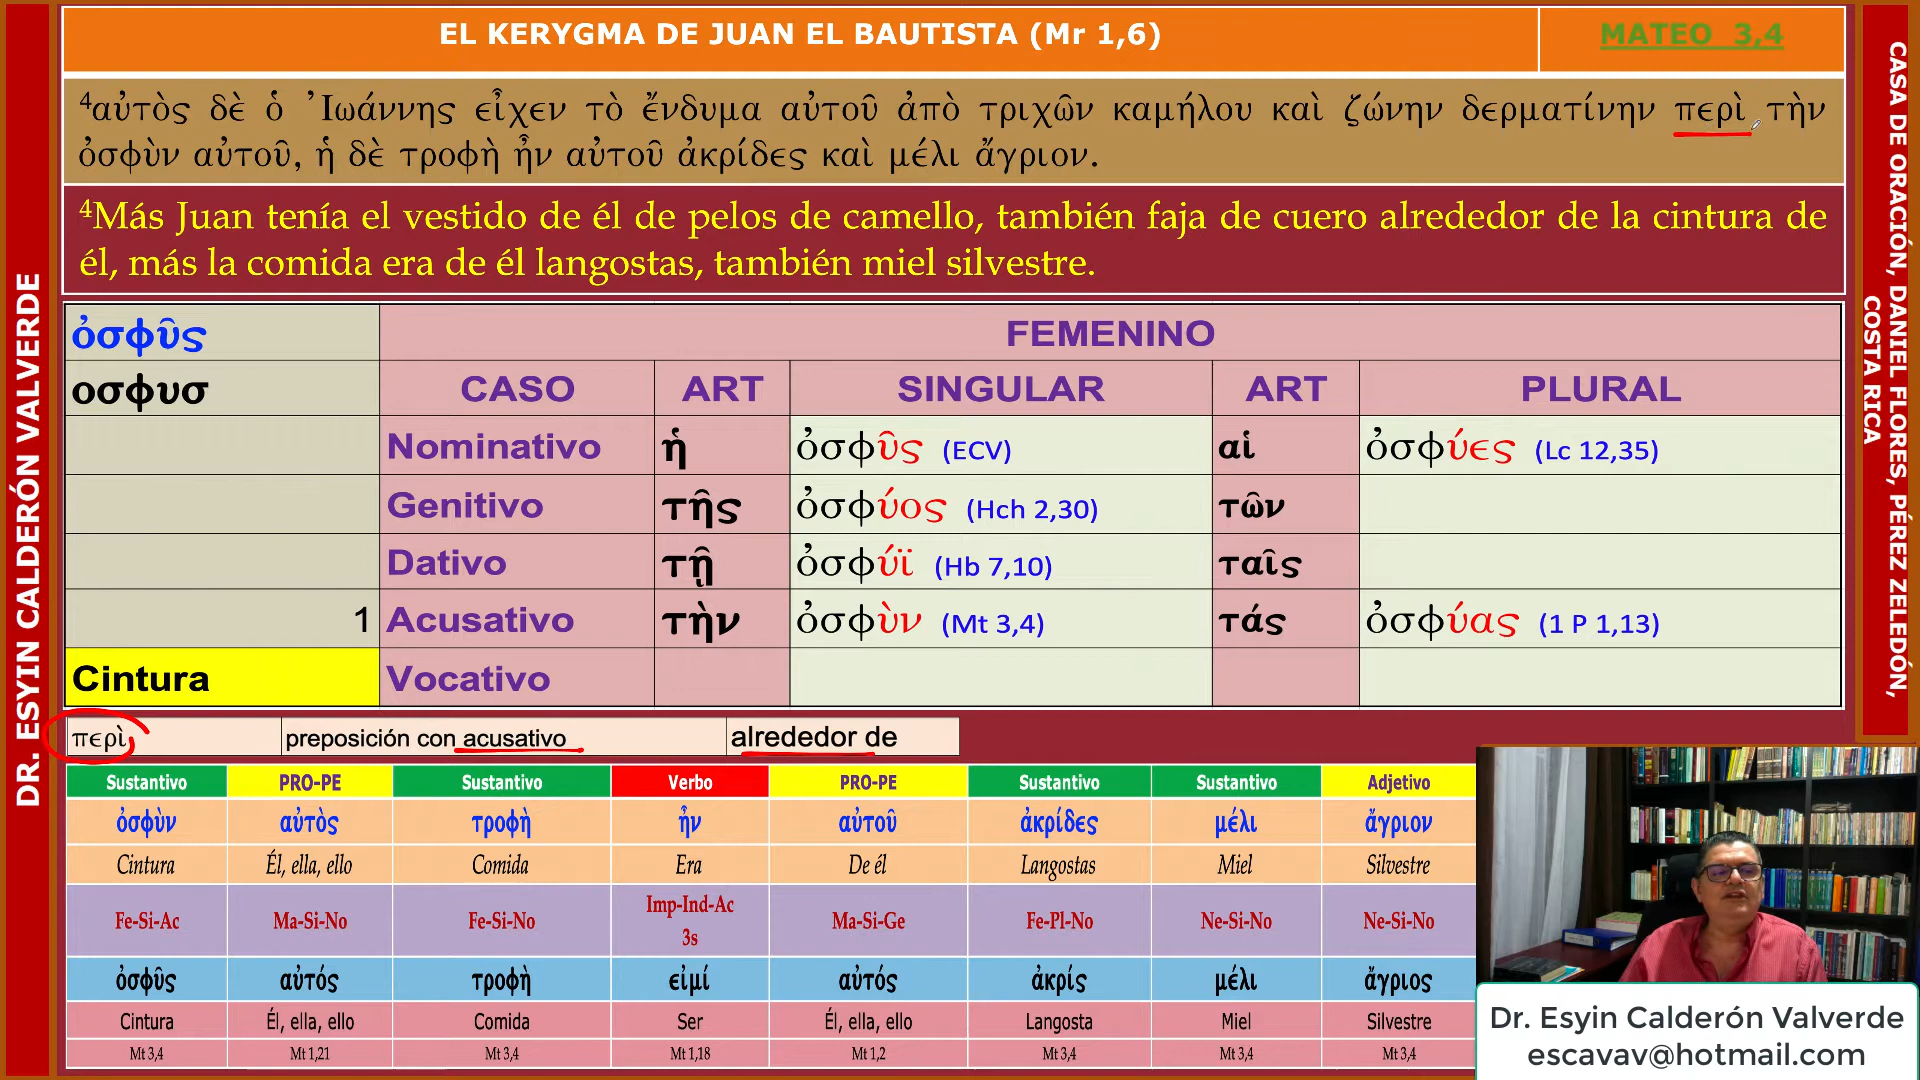 EL KERYGMA DE JUAN EL BAUTISTA (Mr 1,6)
MATEO 3,4
⁴αὐτὸς δὲ ὁ Ἰωάννης εἶχεν τὸ ἔνδυμα αὐτοῦ ἀπὸ τριχῶν καμήλου καὶ ζώνην δερματίνην περὶ τὴν
ὀσφὺν αὐτοῦ, ἡ δὲ τροφὴ ἦν αὐτοῦ ἀκρίδες καὶ μέλι ἄγριον.
⁴Más Juan tenía el vestido de él de pelos de camello, también faja de cuero alrededor de la cintura de
él, más la comida era de él langostas, también miel silvestre.
ὀσφῦς FEMENINO
οσφυσ CASO ART SINGULAR ART PLURAL
Nominativo ἡ ὀσφῦς (ECV) αἱ ὀσφύες (Lc 12,35)
Genitivo τῆς ὀσφύος (Hch 2,30) τῶν
Dativo τῇ ὀσφύϊ (Hb 7,10) ταῖς
1 Acusativo τὴν ὀσφὺν (Mt 3,4) τάς ὀσφύας (1 P 1,13)
Cintura Vocativo
περὶ preposición con acusativo alrededor de
Sustantivo PRO-PE Sustantivo Verbo PRO-PE Sustantivo Sustantivo Adjetivo
ὀσφὺν αὐτὸς τροφὴ ἦν αὐτοῦ ἀκρίδες μέλι ἄγριον
Cintura Él, ella, ello Comida Era De él Langostas Miel Silvestre
Fe-Si-Ac Ma-Si-No Fe-Si-No Imp-Ind-Ac 3s Ma-Si-Ge Fe-Pl-No Ne-Si-No Ne-Si-No
ὀσφῦς αὐτός τροφὴ εἰμί αὐτός ἀκρίς μέλι ἄγριος
Cintura Él, ella, ello Comida Ser Él, ella, ello Langosta Miel Silvestre
Mt 3,4 Mt 1,21 Mt 3,4 Mt 1,18 Mt 1,2 Mt 3,4 Mt 3,4 Mt 3,4
DR. ESYIN CALDERÓN VALVERDE
CASA DE ORACIÓN, DANIEL FLORES, PÉREZ ZELEDÓN,
COSTA RICA
Dr. Esyin Calderón Valverde
escavav@hotmail.com